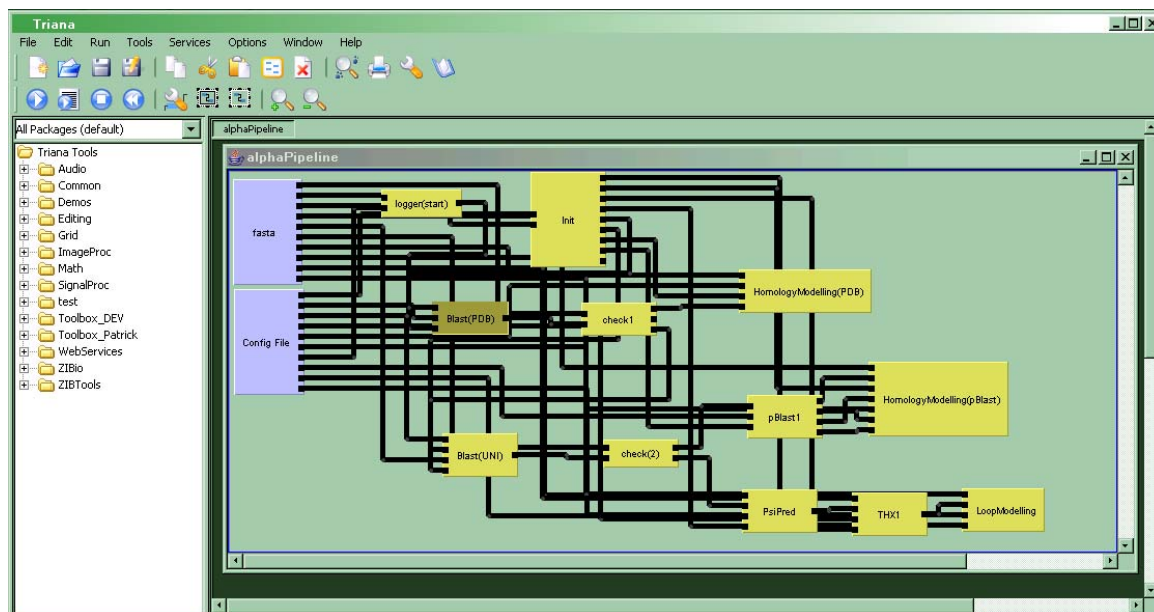 Triana
File Edit Run Tools Services Options Window Help
All Packages (default)
alphaPipeline
Triana Tools
Audio
Common
Demos
Editing
Grid
ImageProc
Math
SignalProc
test
Toolbox_DEV
Toolbox_Patrick
WebServices
ZIBio
ZIBTools
alphaPipeline
fasta
logger(start)
Init
HomologyModelling(PDB)
Config File
Blast(PDB)
check1
HomologyModelling(pBlast)
pBlast1
Blast(UNI)
check(2)
PsiPred
THX1
LoopModelling